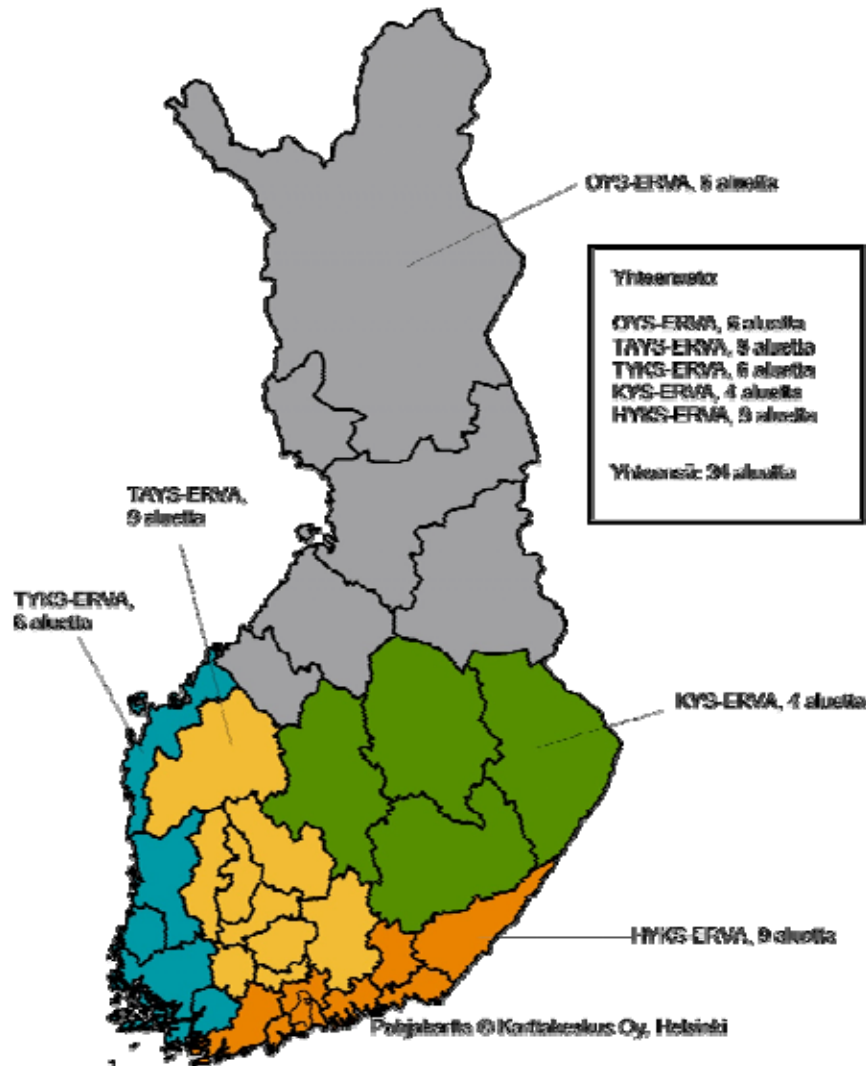 OYS-ERVA, 6 aluetta
Yhteenveto:
OYS-ERVA, 6 aluetta
TAYS-ERVA, 9 aluetta
TYKS-ERVA, 6 aluetta
KYS-ERVA, 4 aluetta
HYKS-ERVA, 9 aluetta
Yhteensä: 34 aluetta
TAYS-ERVA,
9 aluetta
TYKS-ERVA,
6 aluetta
KYS-ERVA, 4 aluetta
HYKS-ERVA, 9 aluetta
Pohjakartta © Karttakeskus Oy, Helsinki